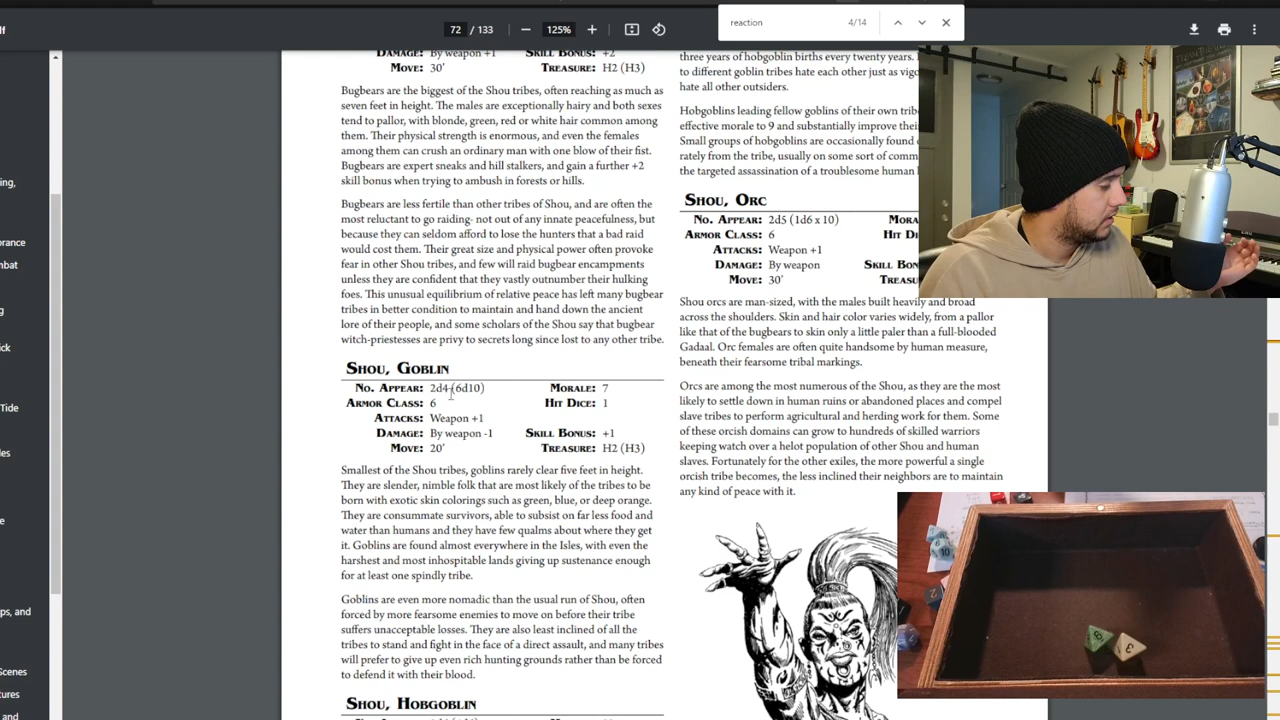 reaction
4/14
72 / 133
125%
Damage: By weapon +1
Skill Bonus: +2
Move: 30'
Treasure: H2 (H3)
Bugbears are the biggest of the Shou tribes, often reaching as much as
seven feet in height. The males are exceptionally hairy and both sexes
tend to pallor, with blonde, green, red or white hair common among
them. Their physical strength is enormous, and even the females
among them can crush an ordinary man with one blow of their fist.
Bugbears are expert sneaks and hill stalkers, and gain a further +2
skill bonus when trying to ambush in forests or hills.
Bugbears are less fertile than other tribes of Shou, and are often the
most reluctant to go raiding- not out of any innate peacefulness, but
because they can seldom afford to lose the hunters that a bad raid
would cost them. Their great size and physical power often provoke
fear in other Shou tribes, and few will raid bugbear encampments
unless they are confident that they vastly outnumber their hulking
foes. This unusual equilibrium of relative peace has left many bugbear
tribes in better condition to maintain and hand down the ancient
lore of their people, and some scholars of the Shou say that bugbear
witch-priestesses are privy to secrets long since lost to any other tribe.
Shou, Goblin
No. Appear: 2d4 (6d10)
Morale: 7
Armor Class: 6
Hit Dice: 1
Attacks: Weapon +1
Damage: By weapon -1
Skill Bonus: +1
Move: 20'
Treasure: H2 (H3)
Smallest of the Shou tribes, goblins rarely clear five feet in height.
They are slender, nimble folk that are most likely of the tribes to be
born with exotic skin colorings such as green, blue, or deep orange.
They are consummate survivors, able to subsist on far less food and
water than humans and they have few qualms about where they get
it. Goblins are found almost everywhere in the Isles, with even the
harshest and most inhospitable lands giving up sustenance enough
for at least one spindly tribe.
Goblins are even more nomadic than the usual run of Shou, often
forced by more fearsome enemies to move on before their tribe
suffers unacceptable losses. They are also least inclined of all the
tribes to stand and fight in the face of a direct assault, and many tribes
will prefer to give up even rich hunting grounds rather than be forced
to defend it with their blood.
Shou, Hobgoblin
three years of hobgoblin births every twenty years.
to different goblin tribes hate each other just as
hate all other outsiders.
Hobgoblins leading fellow goblins of their own
effective morale to 9 and substantially improve their
Small groups of hobgoblins are occasionally found
rately from the tribe, usually on some sort of
the targeted assassination of a troublesome human
Shou, Orc
No. Appear: 2d5 (1d6 x 10)
Armor Class: 6
Attacks: Weapon +1
Damage: By weapon
Move: 30'
Shou orcs are man-sized, with the males built heavily and broad
across the shoulders. Skin and hair color varies widely, from a pallor
like that of the bugbears to skin only a little paler than a full-blooded
Gadaal. Orc females are often quite handsome by human measure,
beneath their fearsome tribal markings.
Orcs are among the most numerous of the Shou, as they are the most
likely to settle down in human ruins or abandoned places and compel
slave tribes to perform agricultural and herding work for them. Some
of these orcish domains can grow to hundreds of skilled warriors
keeping watch over a helot population of other Shou and human
slaves. Fortunately for the other exiles, the more powerful a single
orcish tribe becomes, the less inclined their neighbors are to maintain
any kind of peace with it.